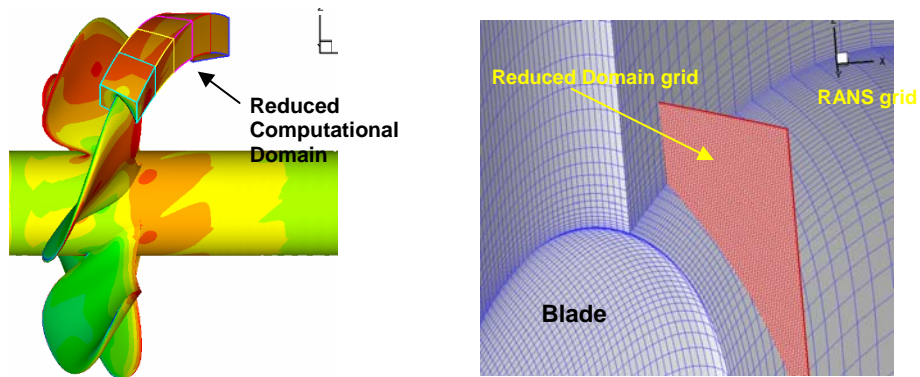 Reduced
Computational
Domain
Reduced Domain grid
RANS grid
Blade
X